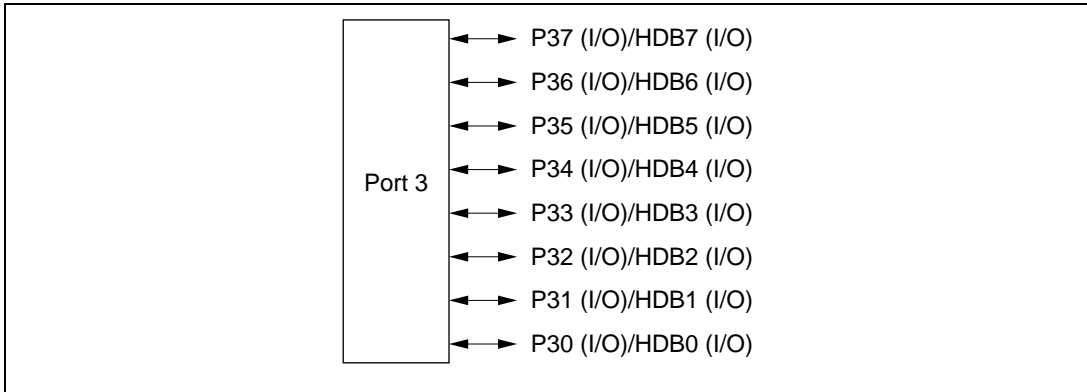 P37 (I/O)/HDB7 (I/O)
P36 (I/O)/HDB6 (I/O)
P35 (I/O)/HDB5 (I/O)
P34 (I/O)/HDB4 (I/O)
Port 3
P33 (I/O)/HDB3 (I/O)
P32 (I/O)/HDB2 (I/O)
P31 (I/O)/HDB1 (I/O)
P30 (I/O)/HDB0 (I/O)